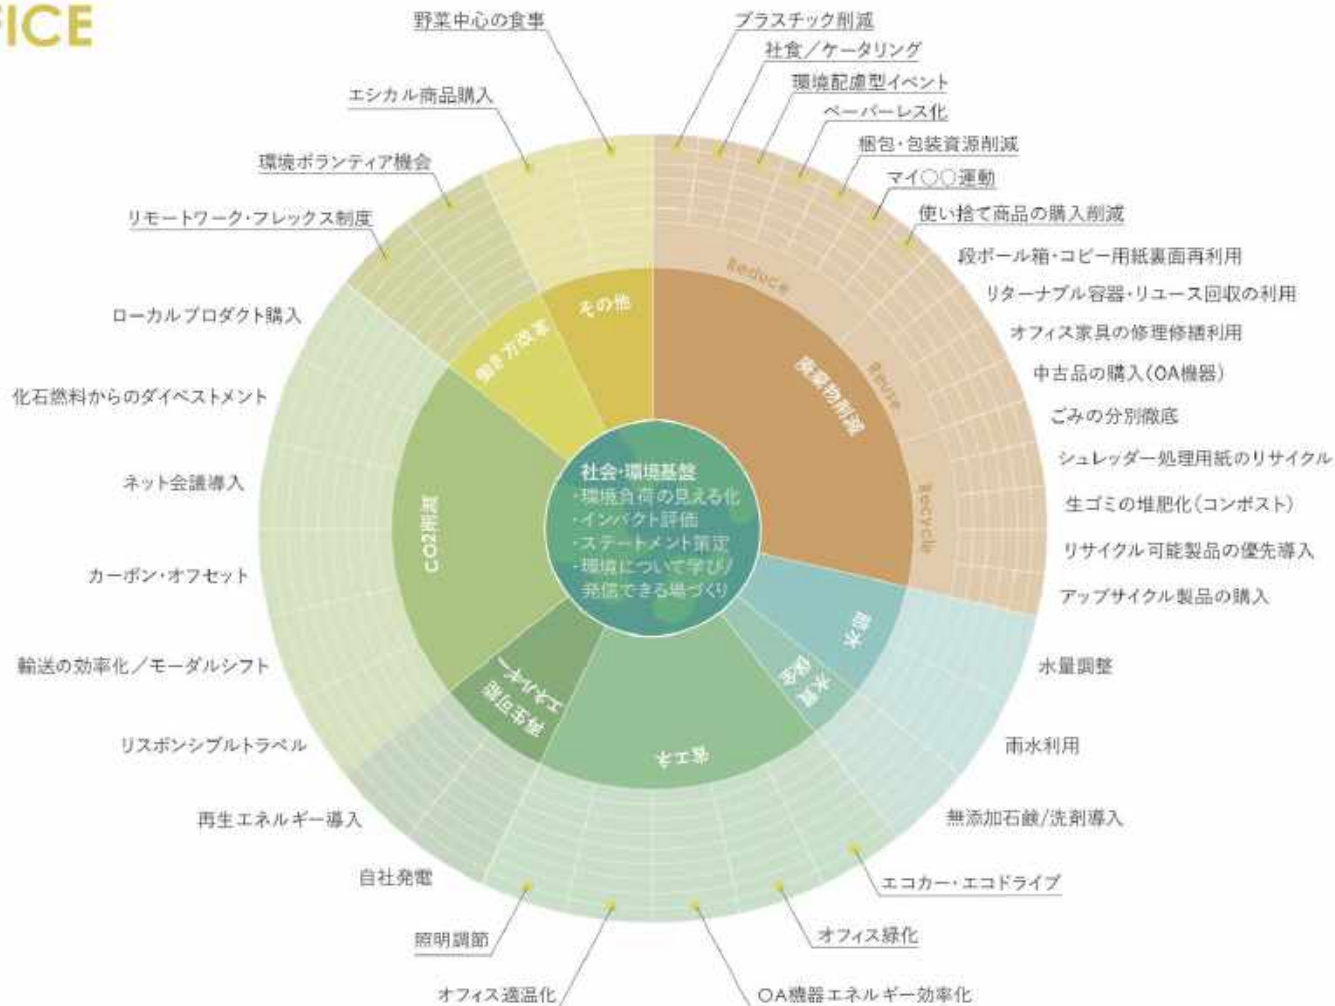 FICE
野菜中心の食事
プラスチック削減
社食／ケータリング
環境配慮型イベント
ペーパーレス化
梱包・包装資源削減
マイ○○運動
使い捨て商品の購入削減
段ボール箱・コピー用紙裏面再利用
リターナブル容器・リユース回収の利用
オフィス家具の修理修繕利用
中古品の購入（OA機器）
ごみの分別徹底
シュレッダー処理用紙のリサイクル
生ゴミの堆肥化（コンポスト）
リサイクル可能製品の優先導入
アップサイクル製品の購入
水量調整
雨水利用
無添加石鹸/洗剤導入
エコカー・エコドライブ
オフィス緑化
OA機器エネルギー効率化
オフィス適温化
照明調節
自社発電
再生エネルギー導入
リスポンシブルトラベル
輸送の効率化／モーダルシフト
カーボン・オフセット
ネット会議導入
化石燃料からのダイベストメント
ローカルプロダクト購入
リモートワーク・フレックス制度
環境ボランティア機会
エシカル商品購入
Reduce
Reuse
Recycle
廃棄物削減
節水
水質
保全
省エネ
再生可能
エネルギー
CO2削減
働き方改革
その他
社会・環境基盤
・環境負荷の見える化
・インパクト評価
・ステートメント策定
・環境について学び/
発信できる場づくり